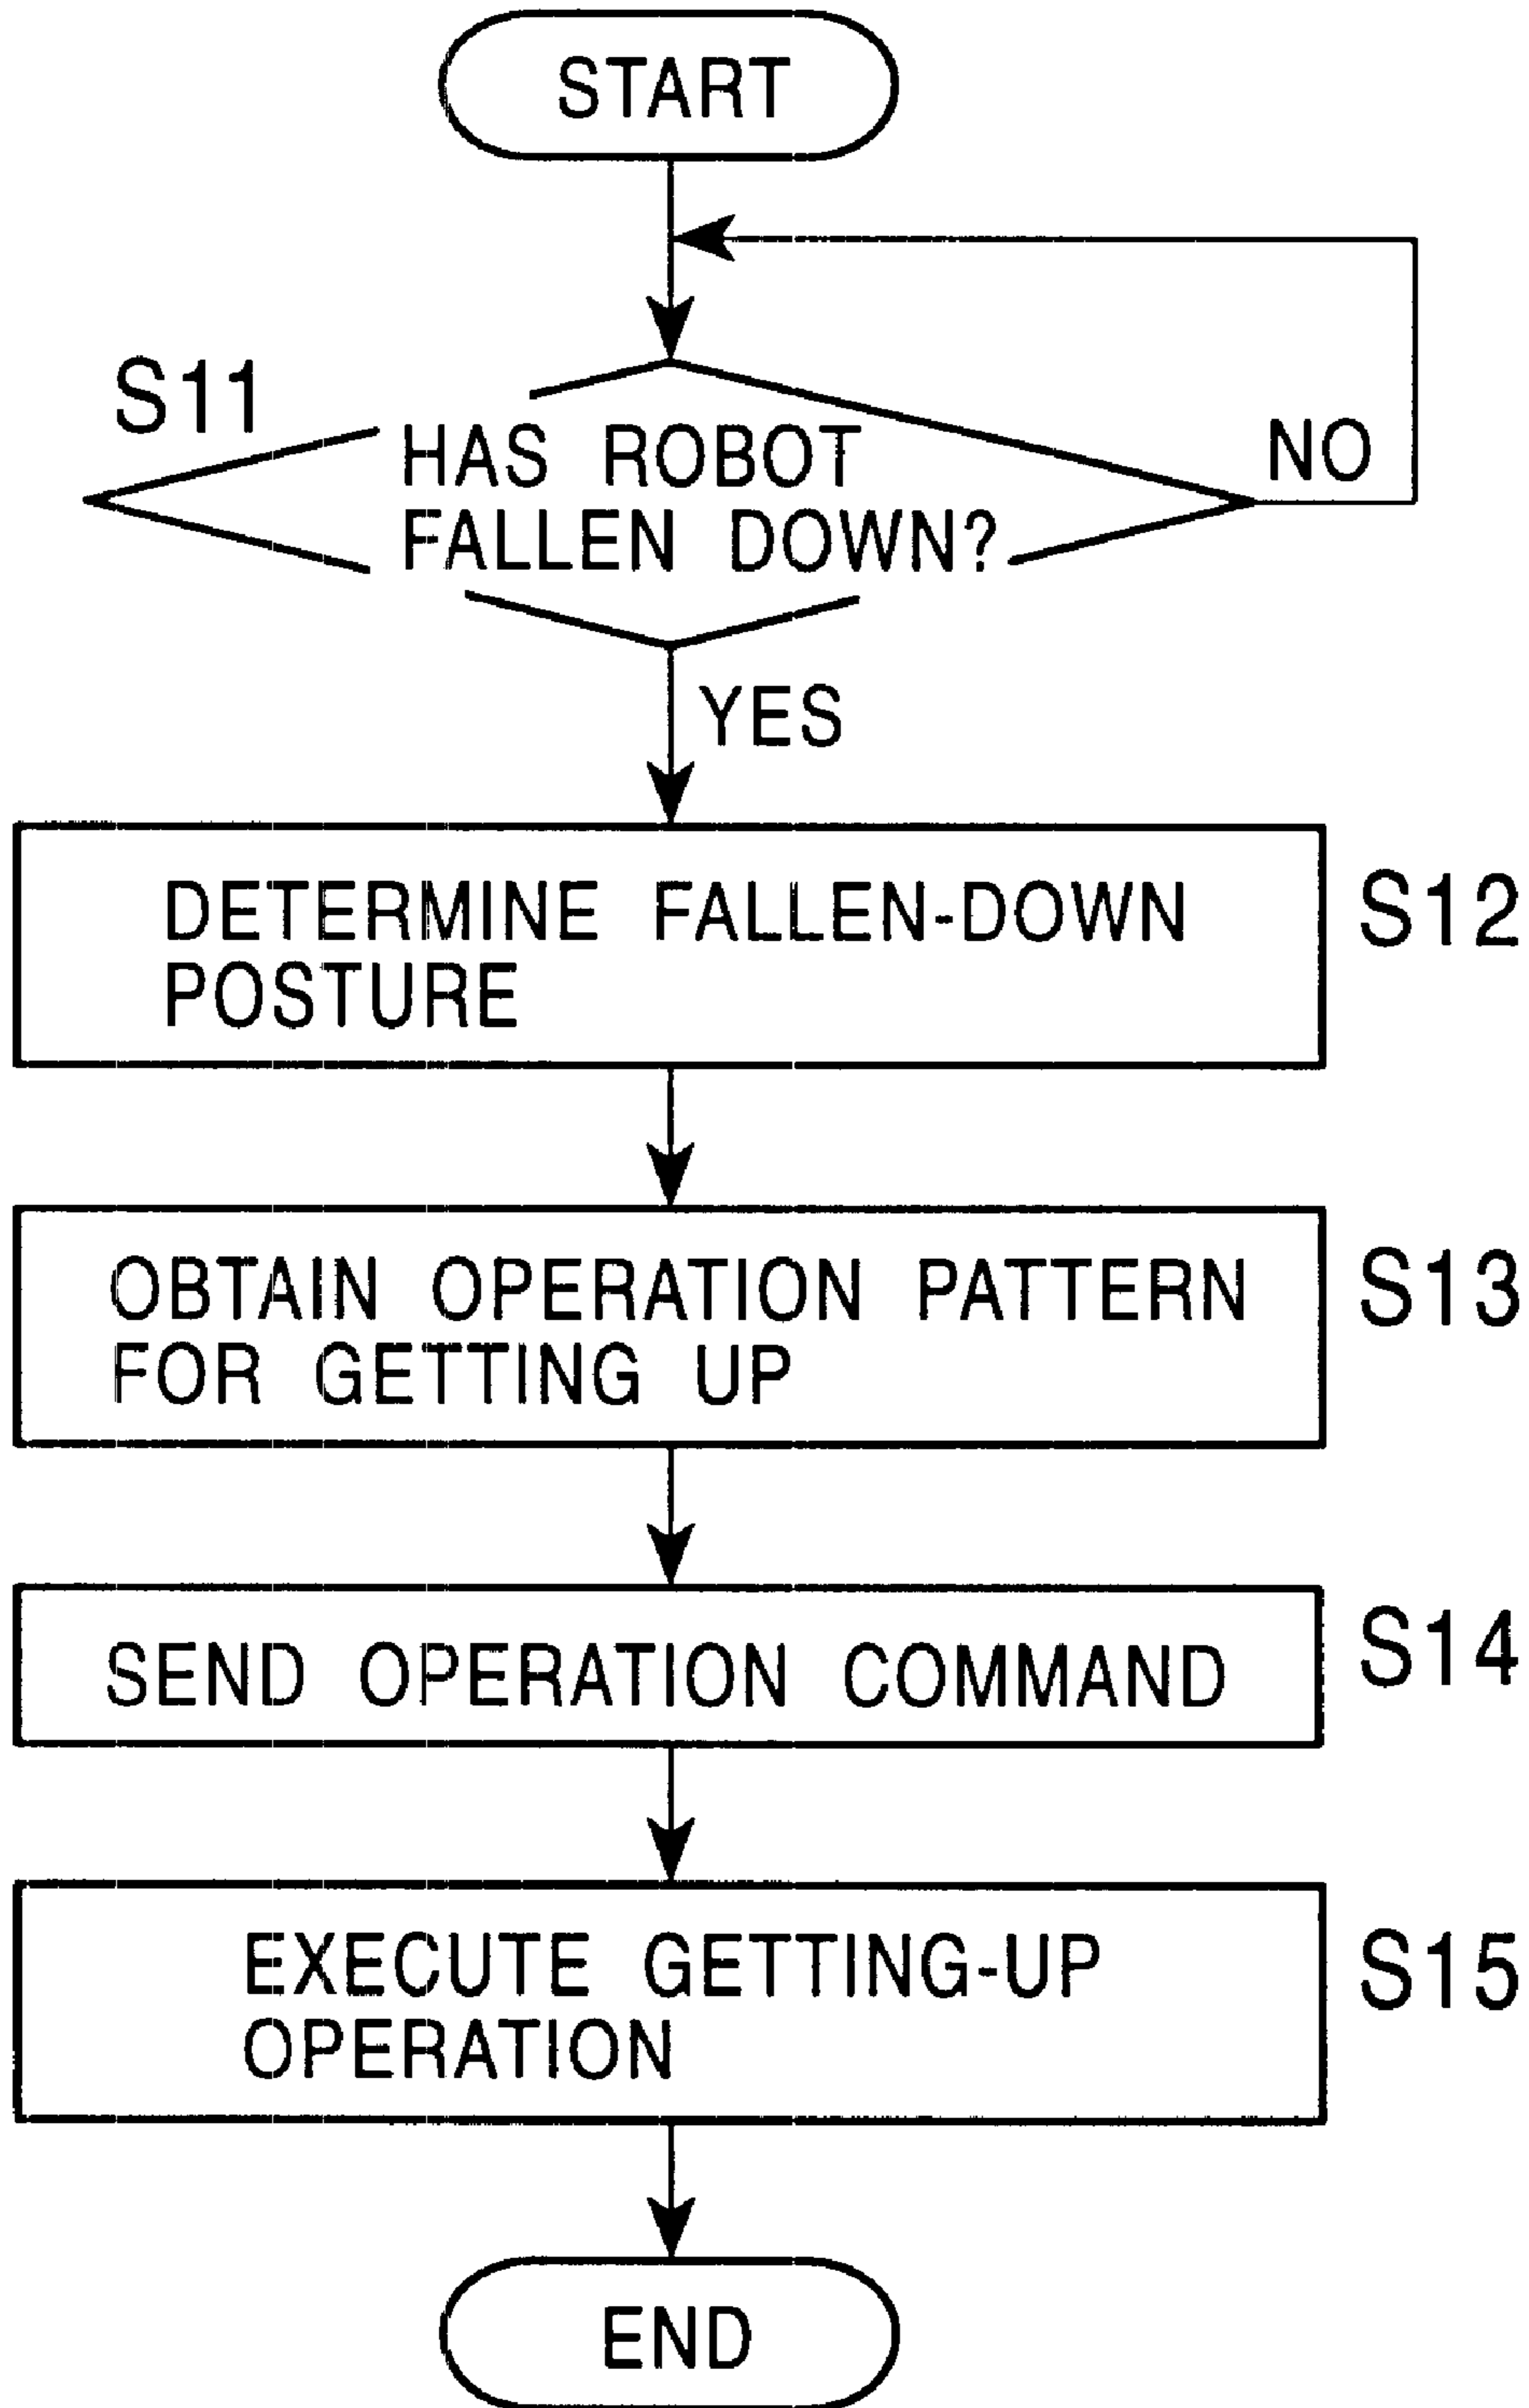 START
S11
HAS ROBOT
FALLEN DOWN?
NO
YES
DETERMINE FALLEN-DOWN
POSTURE
S12
OBTAIN OPERATION PATTERN
FOR GETTING UP
S13
SEND OPERATION COMMAND
S14
EXECUTE GETTING-UP
OPERATION
S15
END